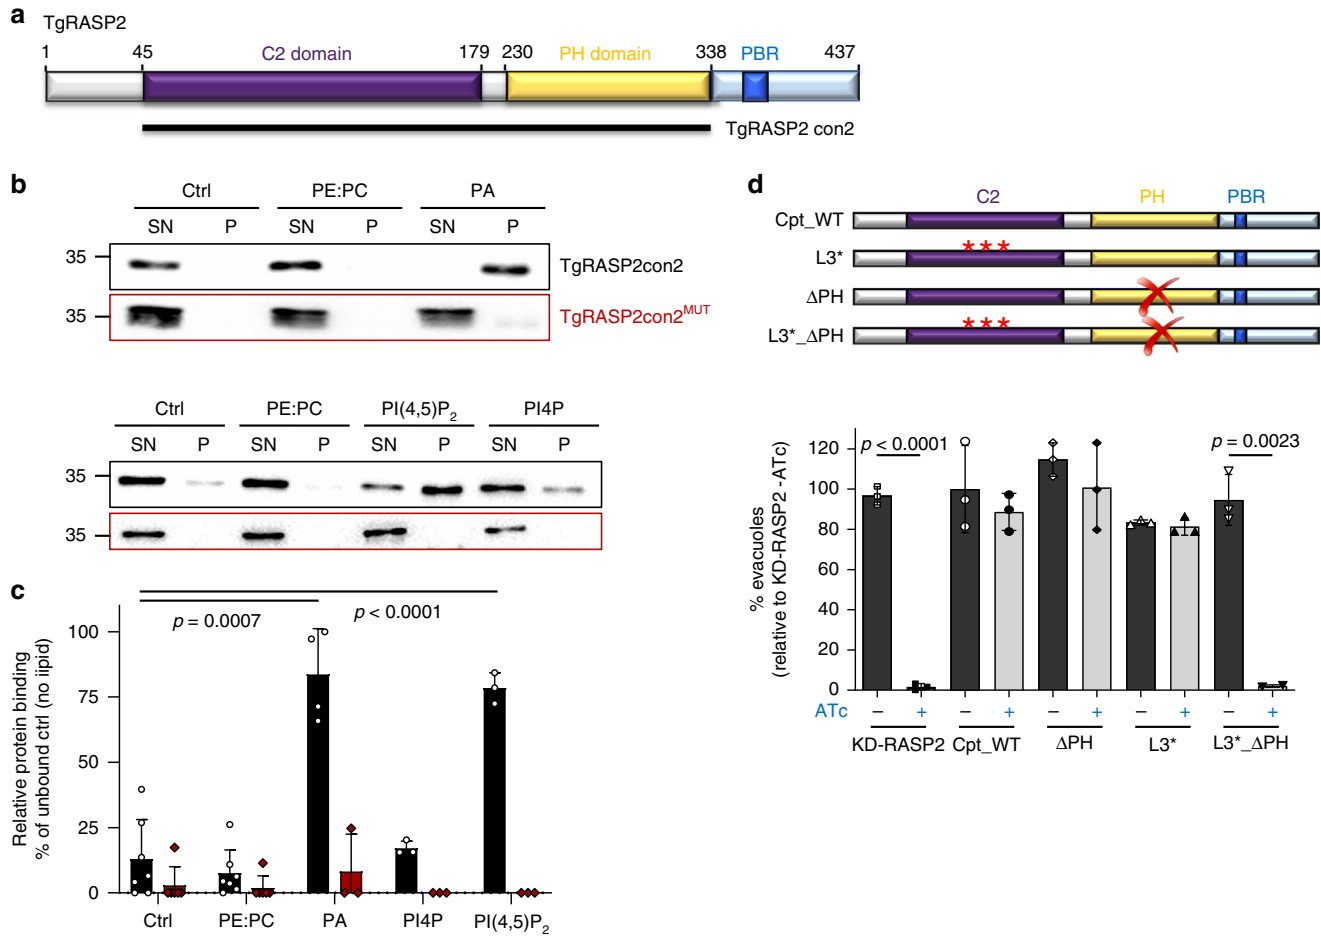 a
TgRASP2
1 45 C2 domain 179 230 PH domain 338 PBR 437
TgRASP2 con2
b
Ctrl PE:PC PA
SN P SN P SN P
35 TgRASP2con2
35 TgRASP2con2MUT
Ctrl PE:PC PI(4,5)P2 PI4P
SN P SN P SN P SN P
35
35
c
p = 0.0007 p < 0.0001
Relative protein binding
% of unbound ctrl (no iipid)
100
75
50
25
0
Ctrl PE:PC PA PI4P PI(4,5)P2
d
C2 PH PBR
Cpt_WT
L3* ***
ΔPH
L3*_ΔPH ***
% evacuoles
(relative to KD-RASP2 -ATc)
p < 0.0001 p = 0.0023
120
100
80
60
40
20
0
ATc − + − + − + − + − +
KD-RASP2 Cpt_WT ΔPH L3* L3*_ΔPH